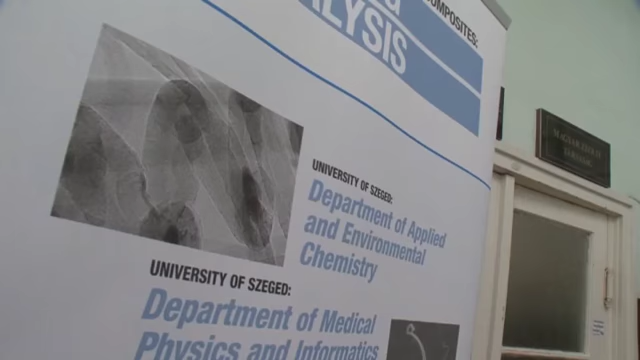 COMPOSITES:
ALYSIS
UNIVERSITY OF SZEGED:
Department of Applied
and Environmental
Chemistry
UNIVERSITY OF SZEGED:
Department of Medical
Physics and Informatics